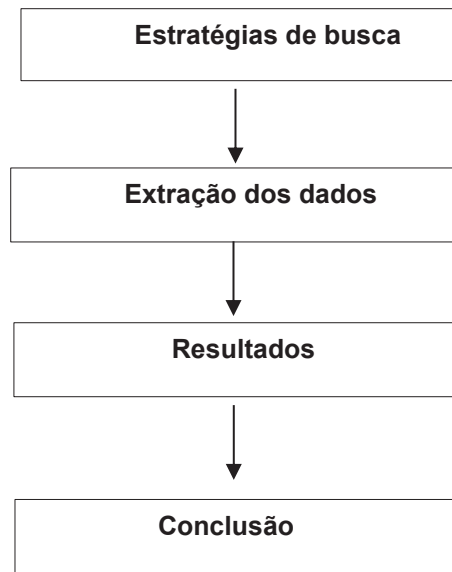 Estratégias de busca
Extração dos dados
Resultados
Conclusão